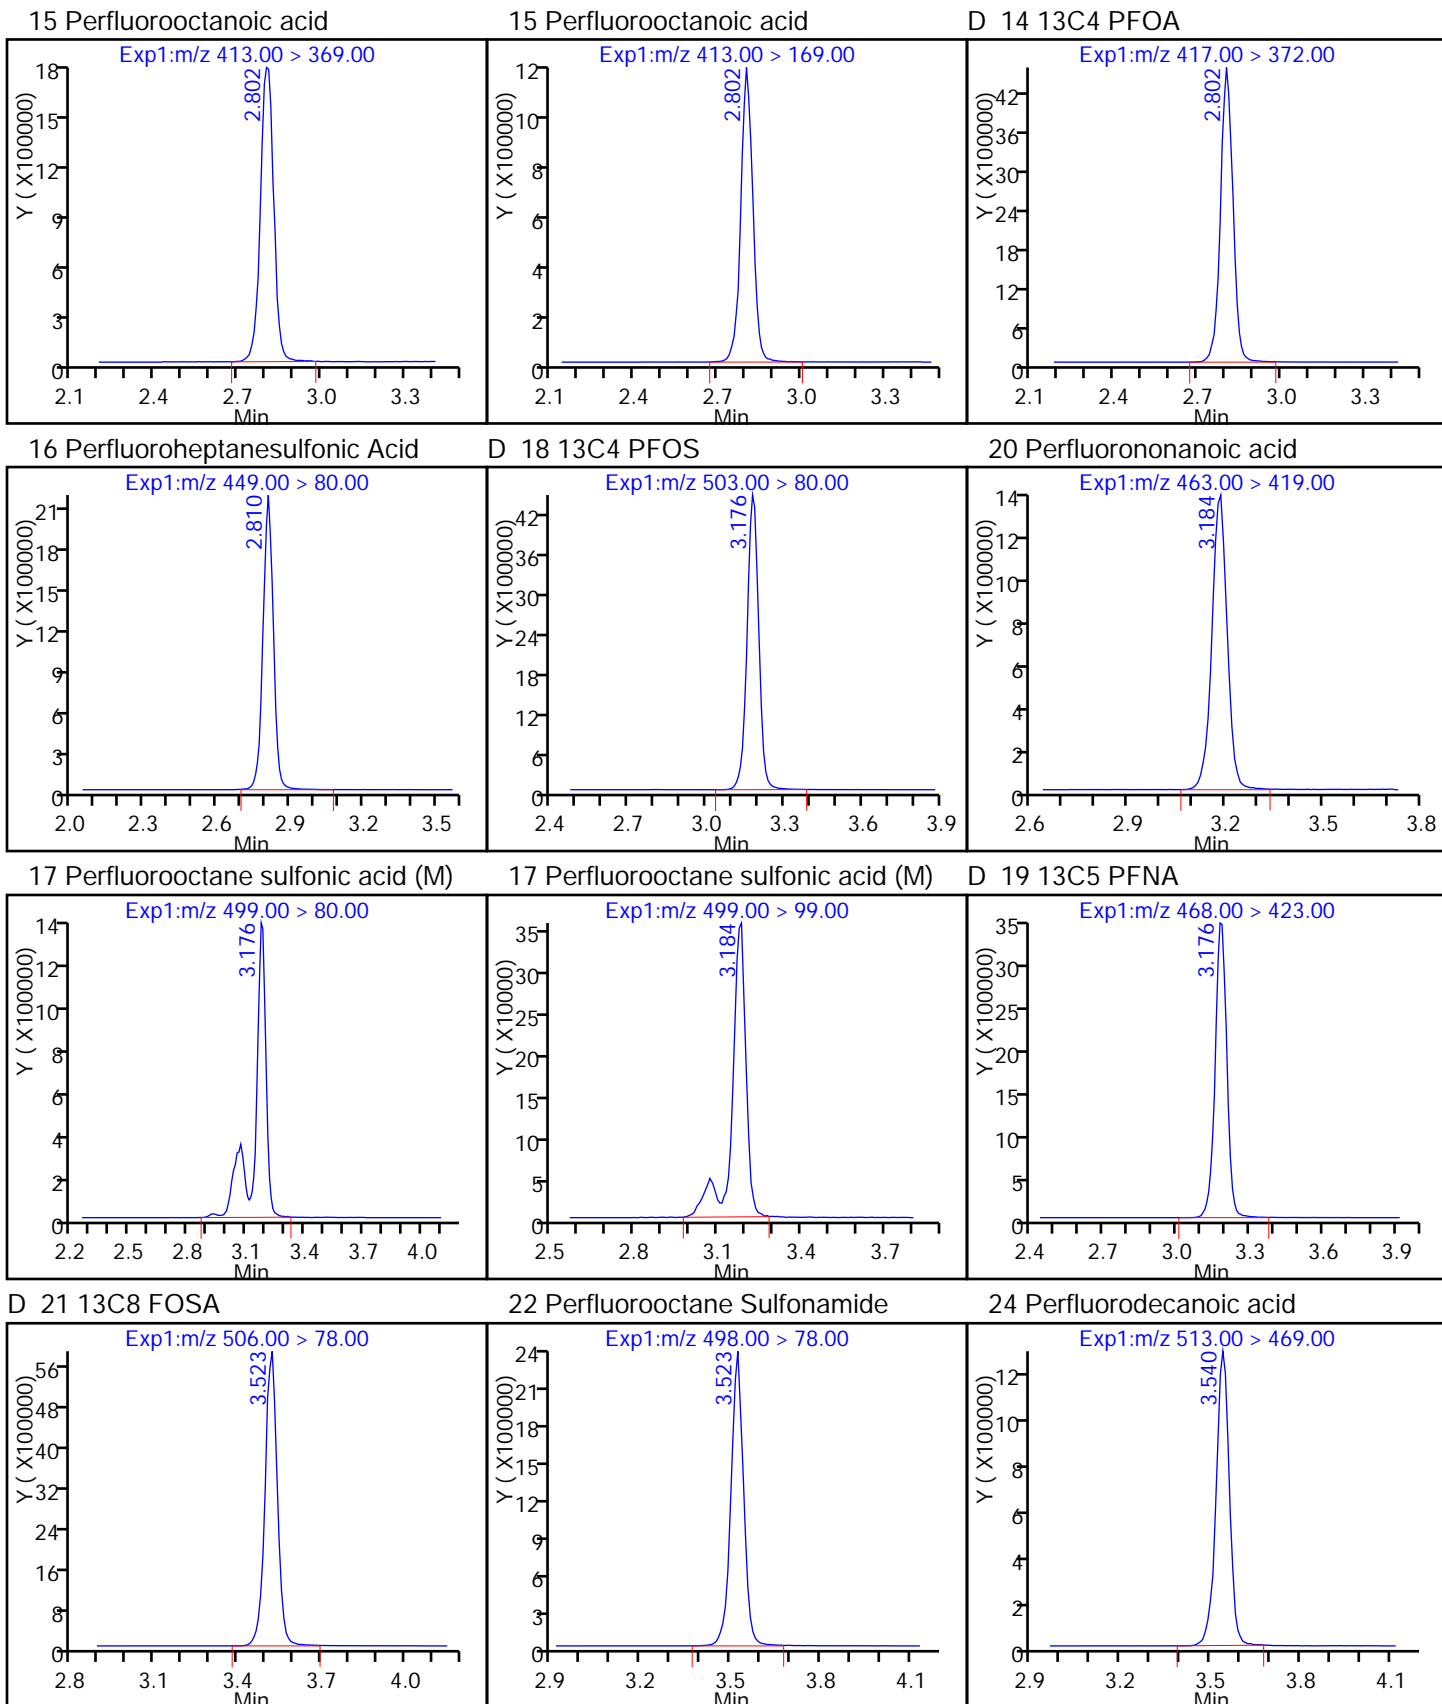 15 Perfluorooctanoic acid
Exp1:m/z 413.00 > 369.00
Y ( X100000)
18
15
12
9
6
3
0
2.802
2.1 2.4 2.7 3.0 3.3
Min
15 Perfluorooctanoic acid
Exp1:m/z 413.00 > 169.00
Y ( X100000)
12
10
8
6
4
2
0
2.802
2.1 2.4 2.7 3.0 3.3
Min
D 14 13C4 PFOA
Exp1:m/z 417.00 > 372.00
Y ( X100000)
42
36
30
24
18
12
6
0
2.802
2.1 2.4 2.7 3.0 3.3
Min
16 Perfluoroheptanesulfonic Acid
Exp1:m/z 449.00 > 80.00
Y ( X100000)
21
18
15
12
9
6
3
0
2.810
2.0 2.3 2.6 2.9 3.2 3.5
Min
D 18 13C4 PFOS
Exp1:m/z 503.00 > 80.00
Y ( X100000)
42
36
30
24
18
12
6
0
3.176
2.4 2.7 3.0 3.3 3.6 3.9
Min
20 Perfluorononanoic acid
Exp1:m/z 463.00 > 419.00
Y ( X100000)
14
12
10
8
6
4
2
0
3.184
2.6 2.9 3.2 3.5 3.8
Min
17 Perfluorooctane sulfonic acid (M)
Exp1:m/z 499.00 > 80.00
Y ( X100000)
14
12
10
8
6
4
2
0
3.176
2.2 2.5 2.8 3.1 3.4 3.7 4.0
Min
17 Perfluorooctane sulfonic acid (M)
Exp1:m/z 499.00 > 99.00
Y ( X10000)
35
30
25
20
15
10
5
0
3.184
2.5 2.8 3.1 3.4 3.7
Min
D 19 13C5 PFNA
Exp1:m/z 468.00 > 423.00
Y ( X100000)
35
30
25
20
15
10
5
0
3.176
2.4 2.7 3.0 3.3 3.6 3.9
Min
D 21 13C8 FOSA
Exp1:m/z 506.00 > 78.00
Y ( X100000)
56
48
40
32
24
16
8
0
3.523
2.8 3.1 3.4 3.7 4.0
Min
22 Perfluorooctane Sulfonamide
Exp1:m/z 498.00 > 78.00
Y ( X100000)
24
21
18
15
12
9
6
3
0
3.523
2.9 3.2 3.5 3.8 4.1
Min
24 Perfluorodecanoic acid
Exp1:m/z 513.00 > 469.00
Y ( X100000)
12
10
8
6
4
2
0
3.540
2.9 3.2 3.5 3.8 4.1
Min